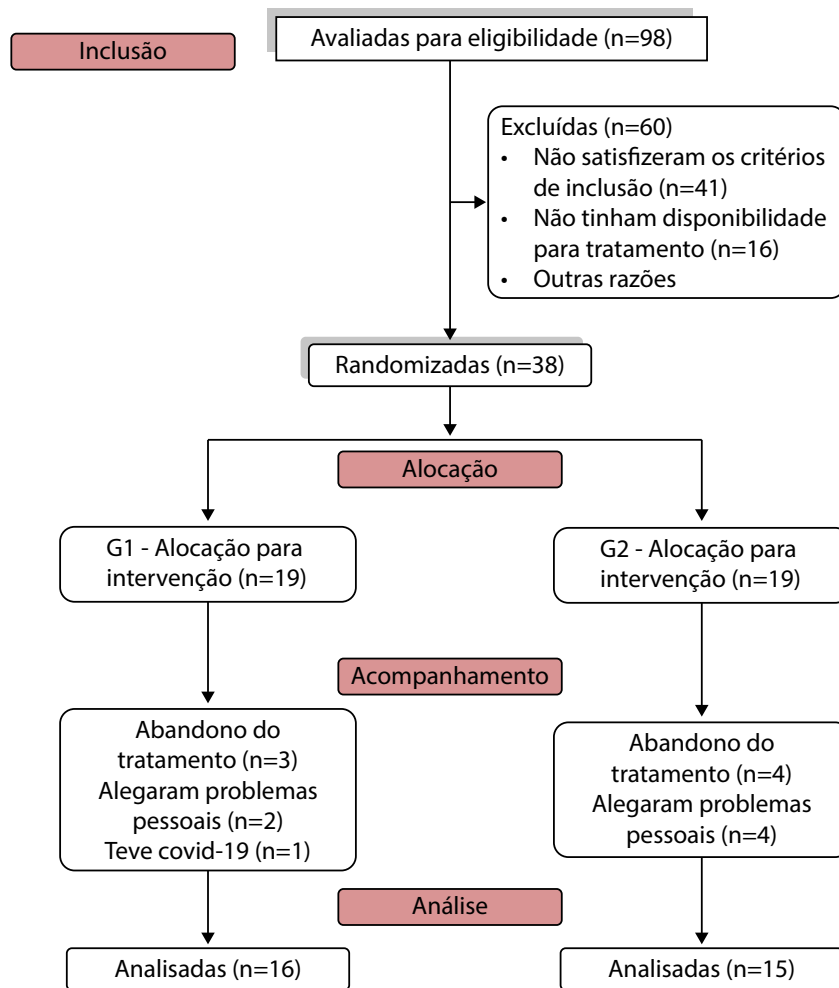 Inclusão
Avaliadas para eligibilidade (n=98)
Excluídas (n=60)
• Não satisfizeram os critérios
de inclusão (n=41)
• Não tinham disponibilidade
para tratamento (n=16)
• Outras razões
Randomizadas (n=38)
Alocação
G1 - Alocação para
intervenção (n=19)
G2 - Alocação para
intervenção (n=19)
Acompanhamento
Abandono do
tratamento (n=3)
Alegaram problemas
pessoais (n=2)
Teve covid-19 (n=1)
Abandono do
tratamento (n=4)
Alegaram problemas
pessoais (n=4)
Análise
Analisadas (n=16)
Analisadas (n=15)